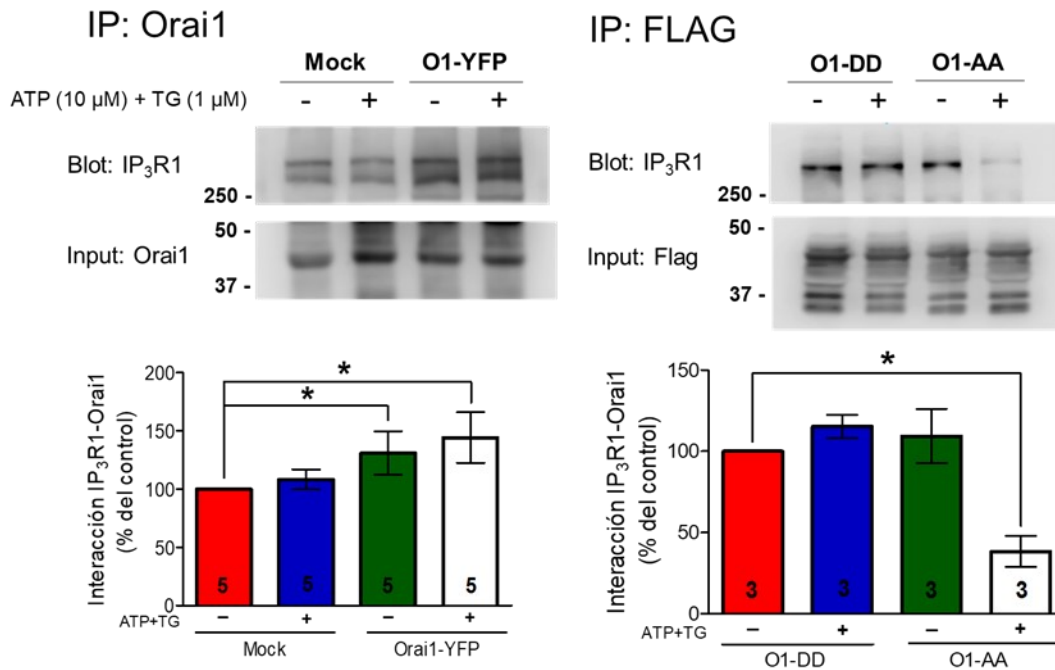 IP: Orai1
Mock O1-YFP
ATP (10 µM) + TG (1 µM) - + - +
Blot: IP₃R1
250 -
50 -
Input: Orai1
37 -
IP: FLAG
O1-DD O1-AA
- + - +
Blot: IP₃R1
250 -
50 -
Input: Flag
37 -
Interacción IP₃R1-Orai1
(% del control)
200
150
100
50
0
*
*
5 5 5 5
ATP+TG – + – +
Mock Orai1-YFP
Interacción IP₃R1-Orai1
(% del control)
150
100
50
0
*
3 3 3 3
ATP+TG – + – +
O1-DD O1-AA